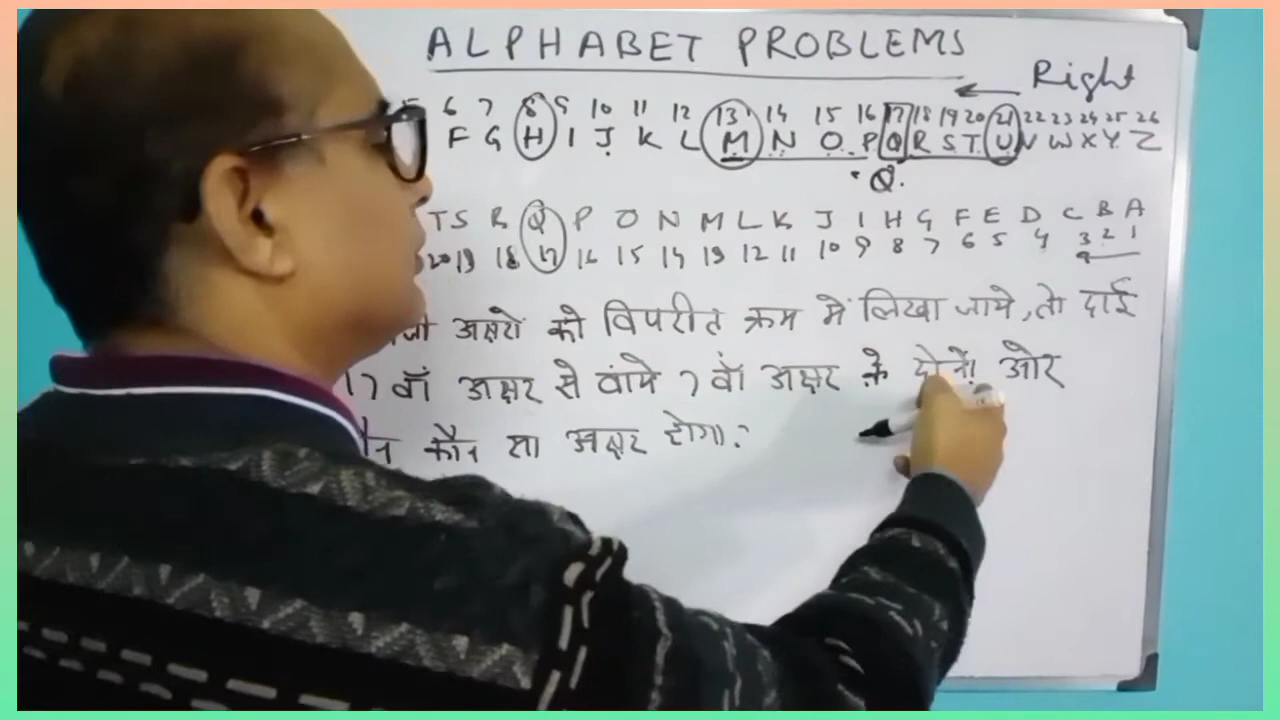 ALPHABET PROBLEMS
Right
6 7 8 9 10 11 12 13 14 15 16 17 18 19 20 21 22 23 24 25 26
F G H I J K L M N O P Q R S T U V W X Y Z
Q
T S R Q P O N M L K J I H G F E D C B A
20 19 18 17 16 15 14 13 12 11 10 9 8 7 6 5 4 3 2 1
अक्षरों को विपरीत क्रम में लिखा जाये, तो दाई
17 वाँ अक्षर से वांये 7 वाँ अक्षर के दोनों ओर
कौन सा अक्षर होगा?